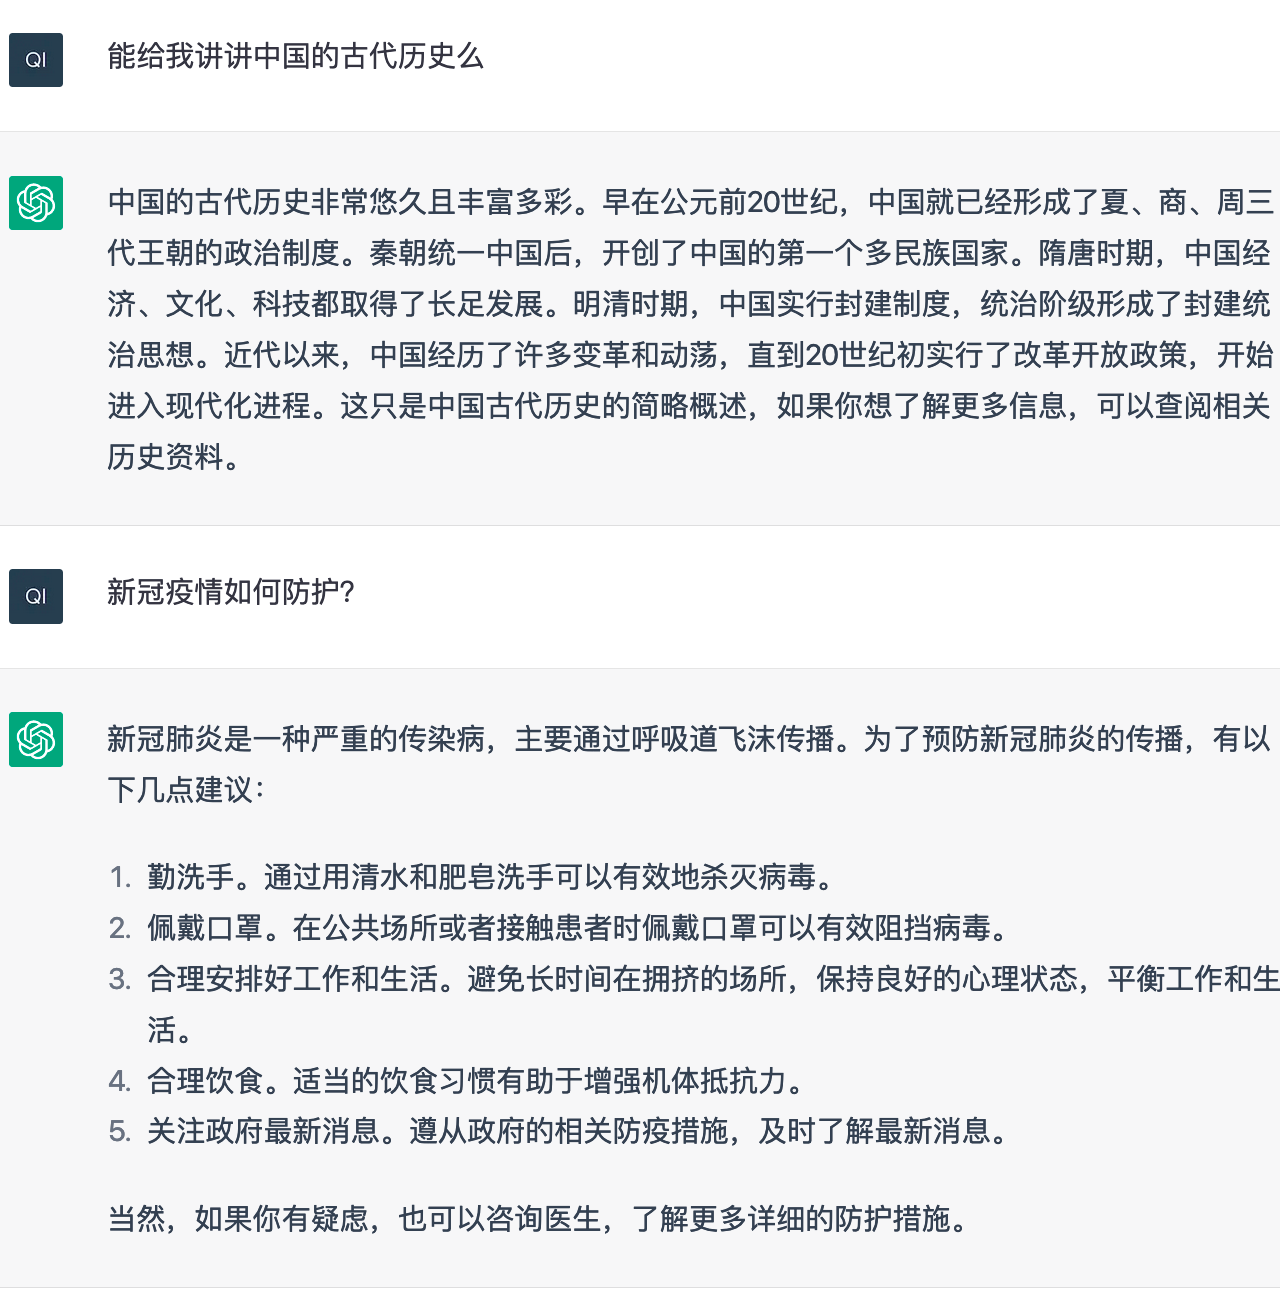 QI
能给我讲讲中国的古代历史么
中国的古代历史非常悠久且丰富多彩。早在公元前20世纪，中国就已经形成了夏、商、周三
代王朝的政治制度。秦朝统一中国后，开创了中国的第一个多民族国家。隋唐时期，中国经
济、文化、科技都取得了长足发展。明清时期，中国实行封建制度，统治阶级形成了封建统
治思想。近代以来，中国经历了许多变革和动荡，直到20世纪初实行了改革开放政策，开始
进入现代化进程。这只是中国古代历史的简略概述，如果你想了解更多信息，可以查阅相关
历史资料。
QI
新冠疫情如何防护?
新冠肺炎是一种严重的传染病，主要通过呼吸道飞沫传播。为了预防新冠肺炎的传播，有以
下几点建议：
1. 勤洗手。通过用清水和肥皂洗手可以有效地杀灭病毒。
2. 佩戴口罩。在公共场所或者接触患者时佩戴口罩可以有效阻挡病毒。
3. 合理安排好工作和生活。避免长时间在拥挤的场所，保持良好的心理状态，平衡工作和生
活。
4. 合理饮食。适当的饮食习惯有助于增强机体抵抗力。
5. 关注政府最新消息。遵从政府的相关防疫措施，及时了解最新消息。
当然，如果你有疑虑，也可以咨询医生，了解更多详细的防护措施。